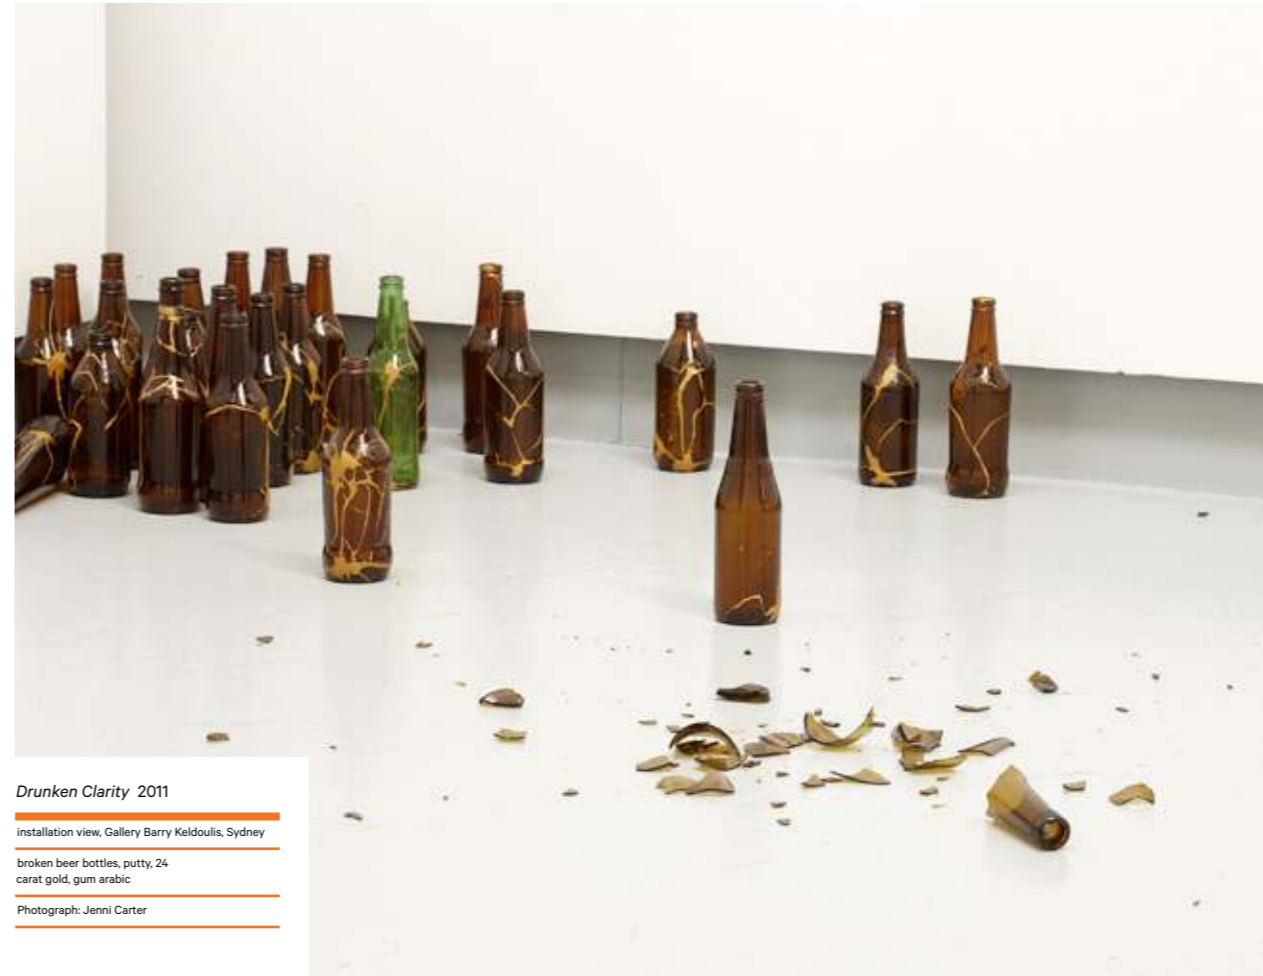 Drunken Clarity 2011
installation view, Gallery Barry Keldoulis, Sydney
broken beer bottles, putty, 24
carat gold, gum arabic
Photograph: Jenni Carter